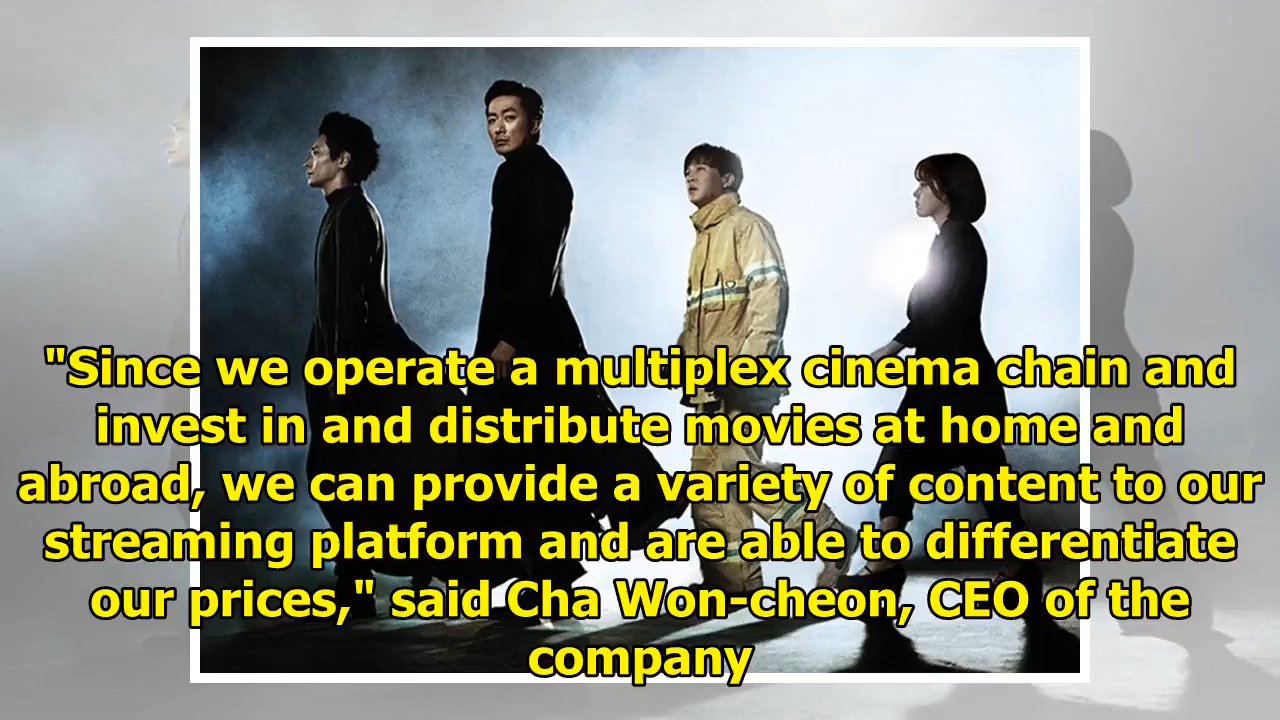 "Since we operate a multiplex cinema chain and
invest in and distribute movies at home and
abroad, we can provide a variety of content to our
streaming platform and are able to differentiate
our prices," said Cha Won-cheon, CEO of the
company